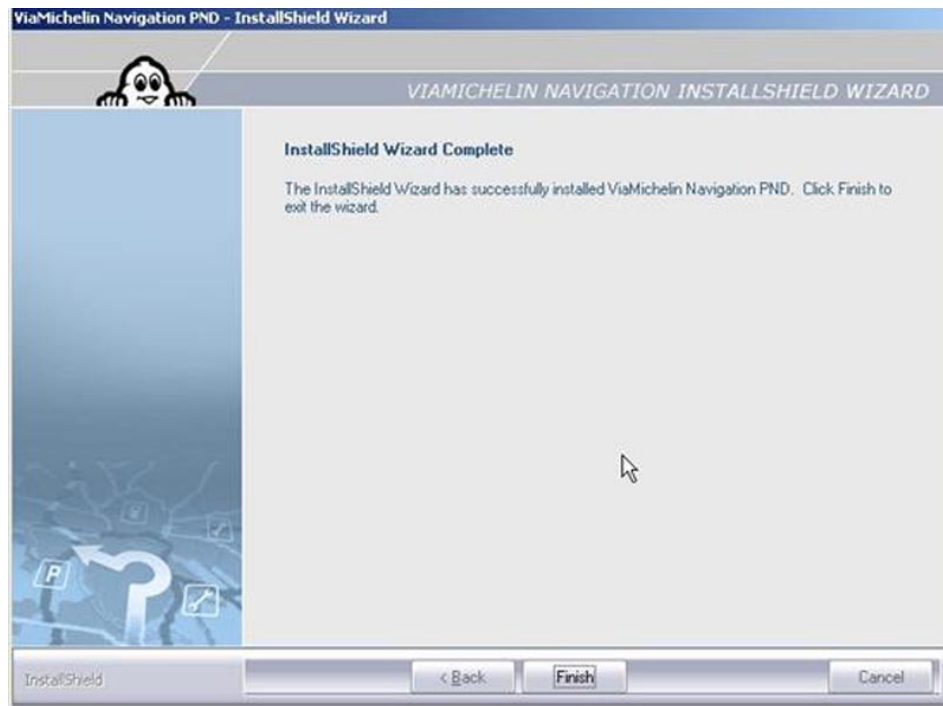 ViaMichelin Navigation PND - InstallShield Wizard
VIAMICHELIN NAVIGATION INSTALLSHIELD WIZARD
InstallShield Wizard Complete
The InstallShield Wizard has successfully installed ViaMichelin Navigation PND. Click Finish to
exit the wizard.
P
InstallShield
< Back
Finish
Cancel